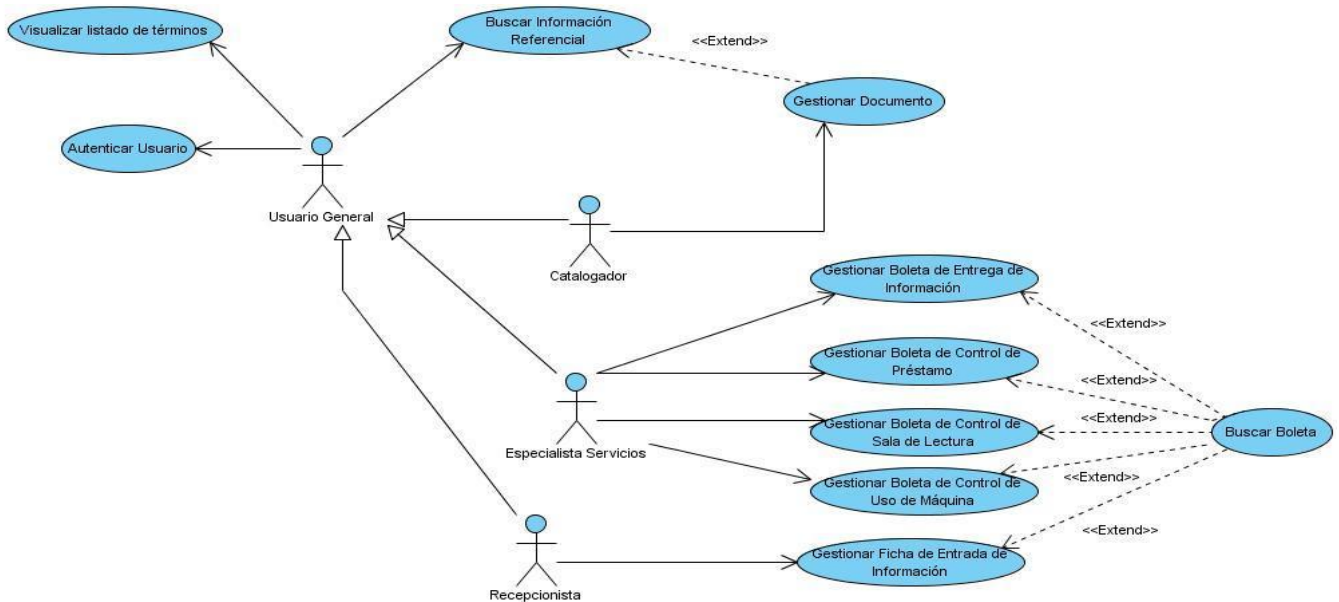 Visualizar listado de términos
Buscar Información
Referencial
<<Extend>>
Gestionar Documento
Autenticar Usuario
Usuario General
Catalogador
Gestionar Boleta de Entrega de
Información
<<Extend>>
Gestionar Boleta de Control de
Préstamo
<<Extend>>
Gestionar Boleta de Control de
Sala de Lectura
<<Extend>>
Buscar Boleta
Especialista Servicios
Gestionar Boleta de Control de
Uso de Máquina
<<Extend>>
<<Extend>>
Gestionar Ficha de Entrada de
Información
Recepcionista